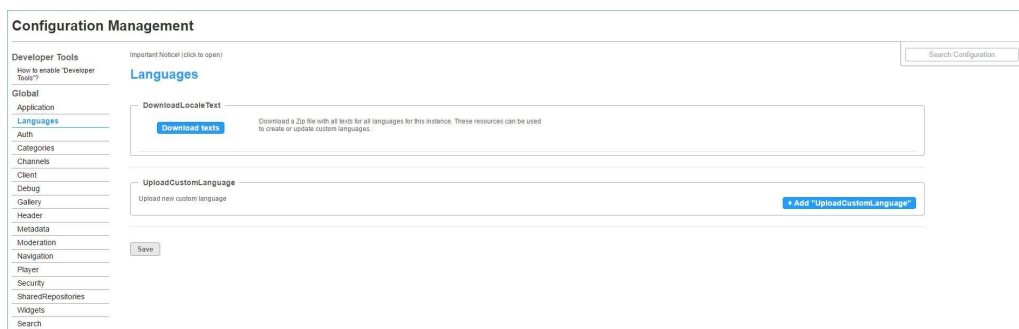 Configuration Management
Developer Tools
How to enable "Developer
Tools"?
Global
Application
Languages
Auth
Categories
Channels
Client
Debug
Gallery
Header
Metadata
Moderation
Navigation
Player
Security
SharedRepositories
Widgets
Search
Important Notice! (click to open)
Search Configuration
Languages
DownloadLocaleText
Download texts
Download a Zip file with all texts for all languages for this instance. These resources can be used
to create or update custom languages.
UploadCustomLanguage
Upload new custom language
+ Add "UploadCustomLanguage"
Save